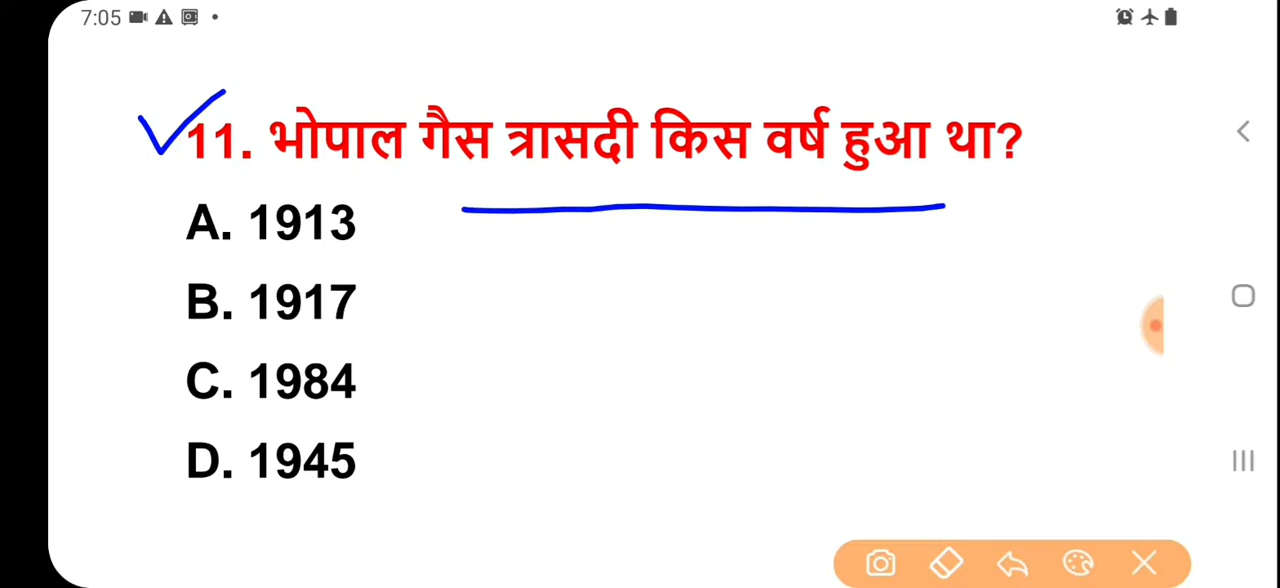 7:05
11. भोपाल गैस त्रासदी किस वर्ष हुआ था?
A. 1913
B. 1917
C. 1984
D. 1945